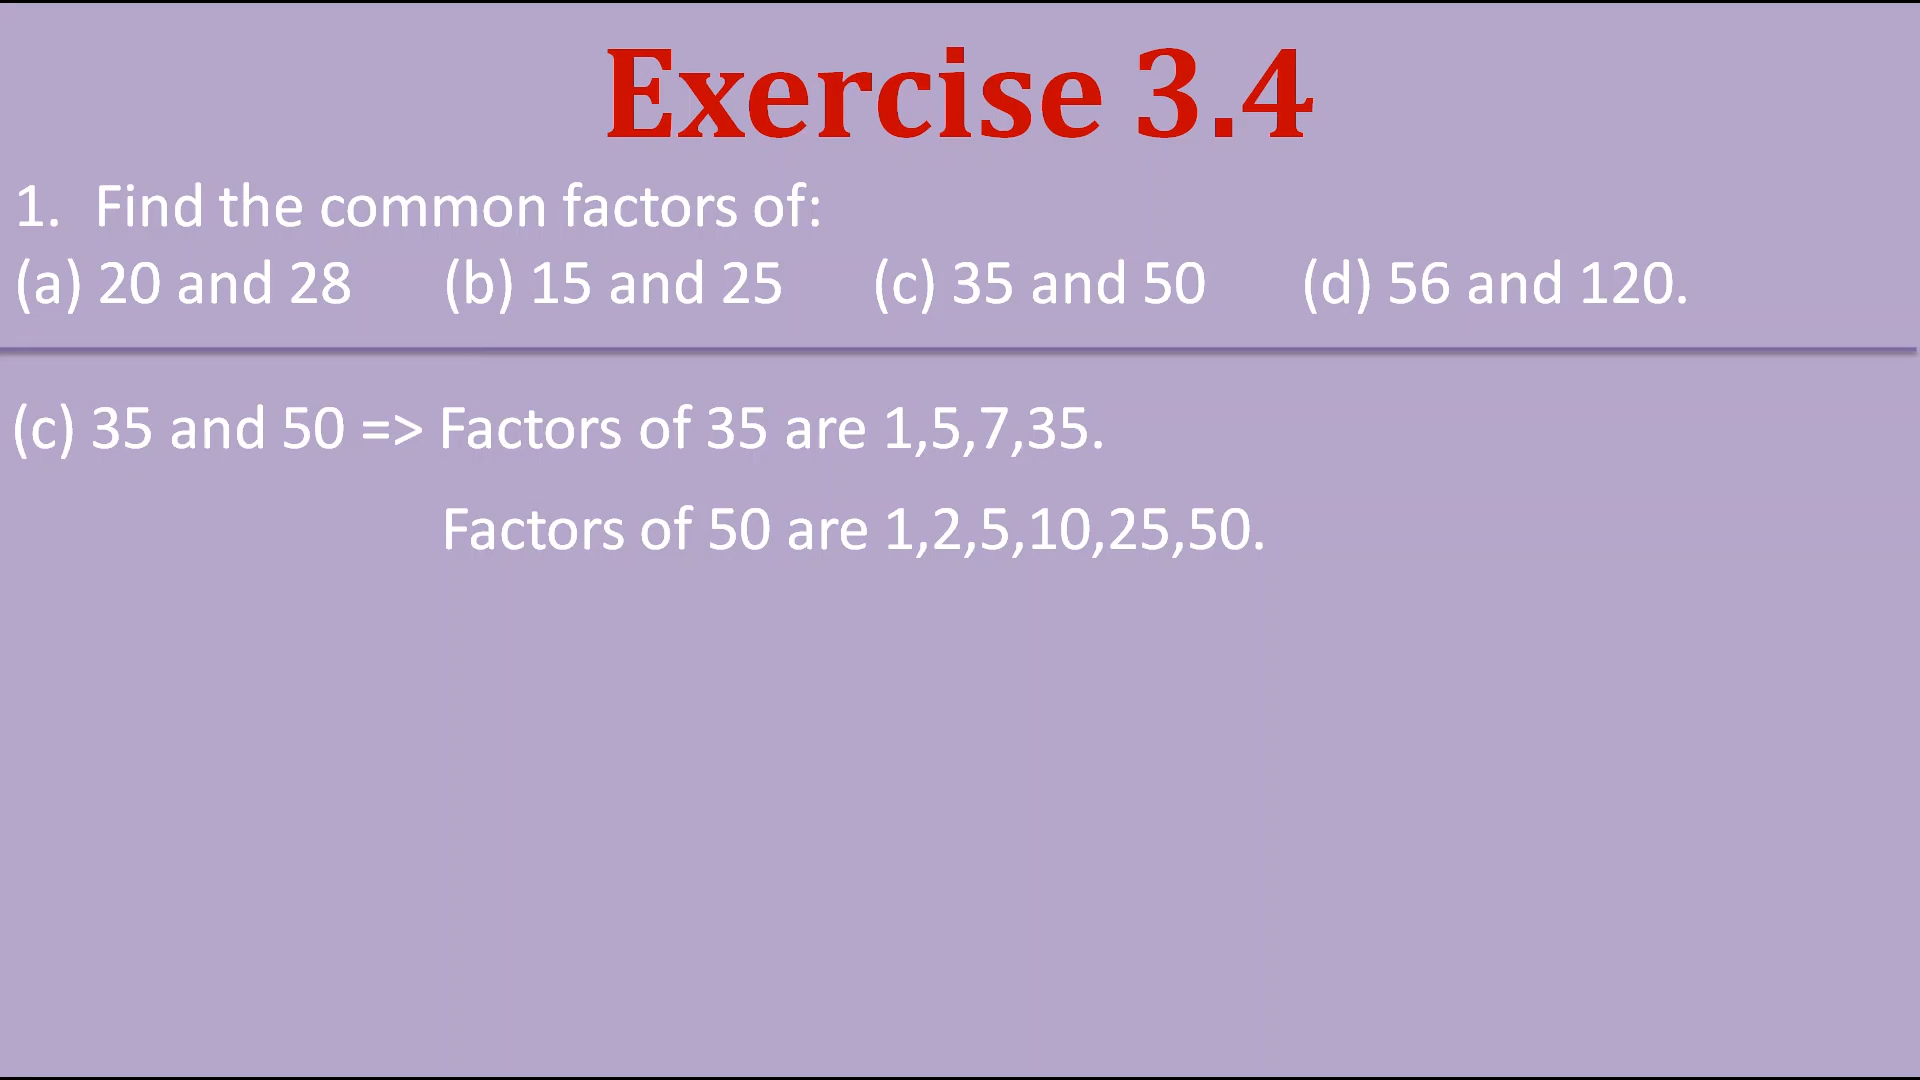 Exercise 3.4
1. Find the common factors of:
(a) 20 and 28 (b) 15 and 25 (c) 35 and 50 (d) 56 and 120.
(c) 35 and 50 => Factors of 35 are 1,5,7,35.
Factors of 50 are 1,2,5,10,25,50.